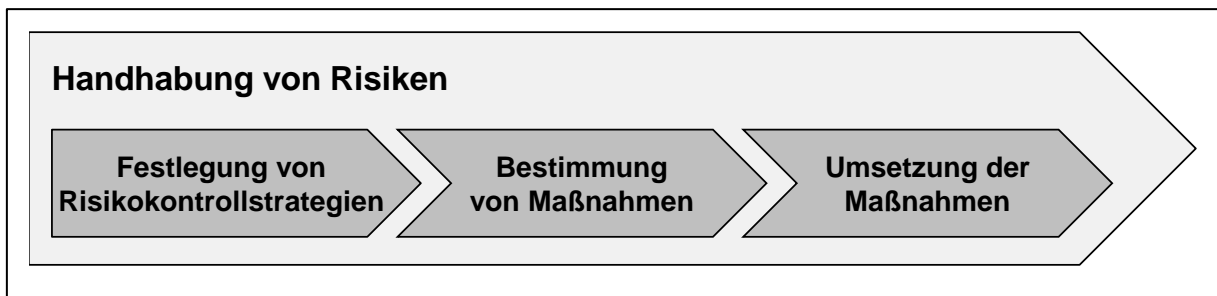 Handhabung von Risiken
Festlegung von
Risikokontrollstrategien
Bestimmung
von Maßnahmen
Umsetzung der
Maßnahmen